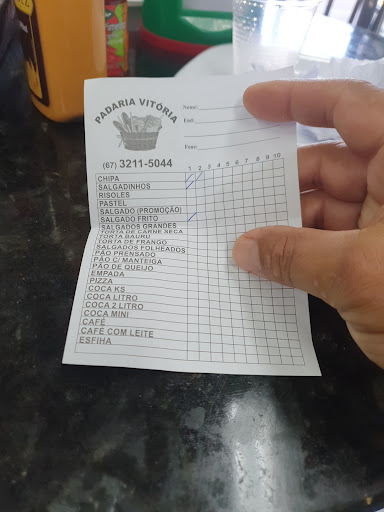 PADARIA VITÓRIA
Nome:
End.:
Fone:
(67) 3211-5044
1 2 3 4 5 6 7 8 9 10
CHIPA
SALGADINHOS
RISOLES
PASTEL
SALGADO (PROMOÇÃO)
SALGADO FRITO
SALGADOS GRANDES
TORTA DE CARNE SECA
TORTA BAURU
TORTA DE FRANGO
SALGADOS FOLHEADOS
PÃO PRENSADO
PÃO C/ MANTEIGA
PÃO DE QUEIJO
EMPADA
PIZZA
COCA KS
COCA LITRO
COCA 2 LITRO
COCA MINI
CAFÉ
CAFÉ COM LEITE
ESFIHA